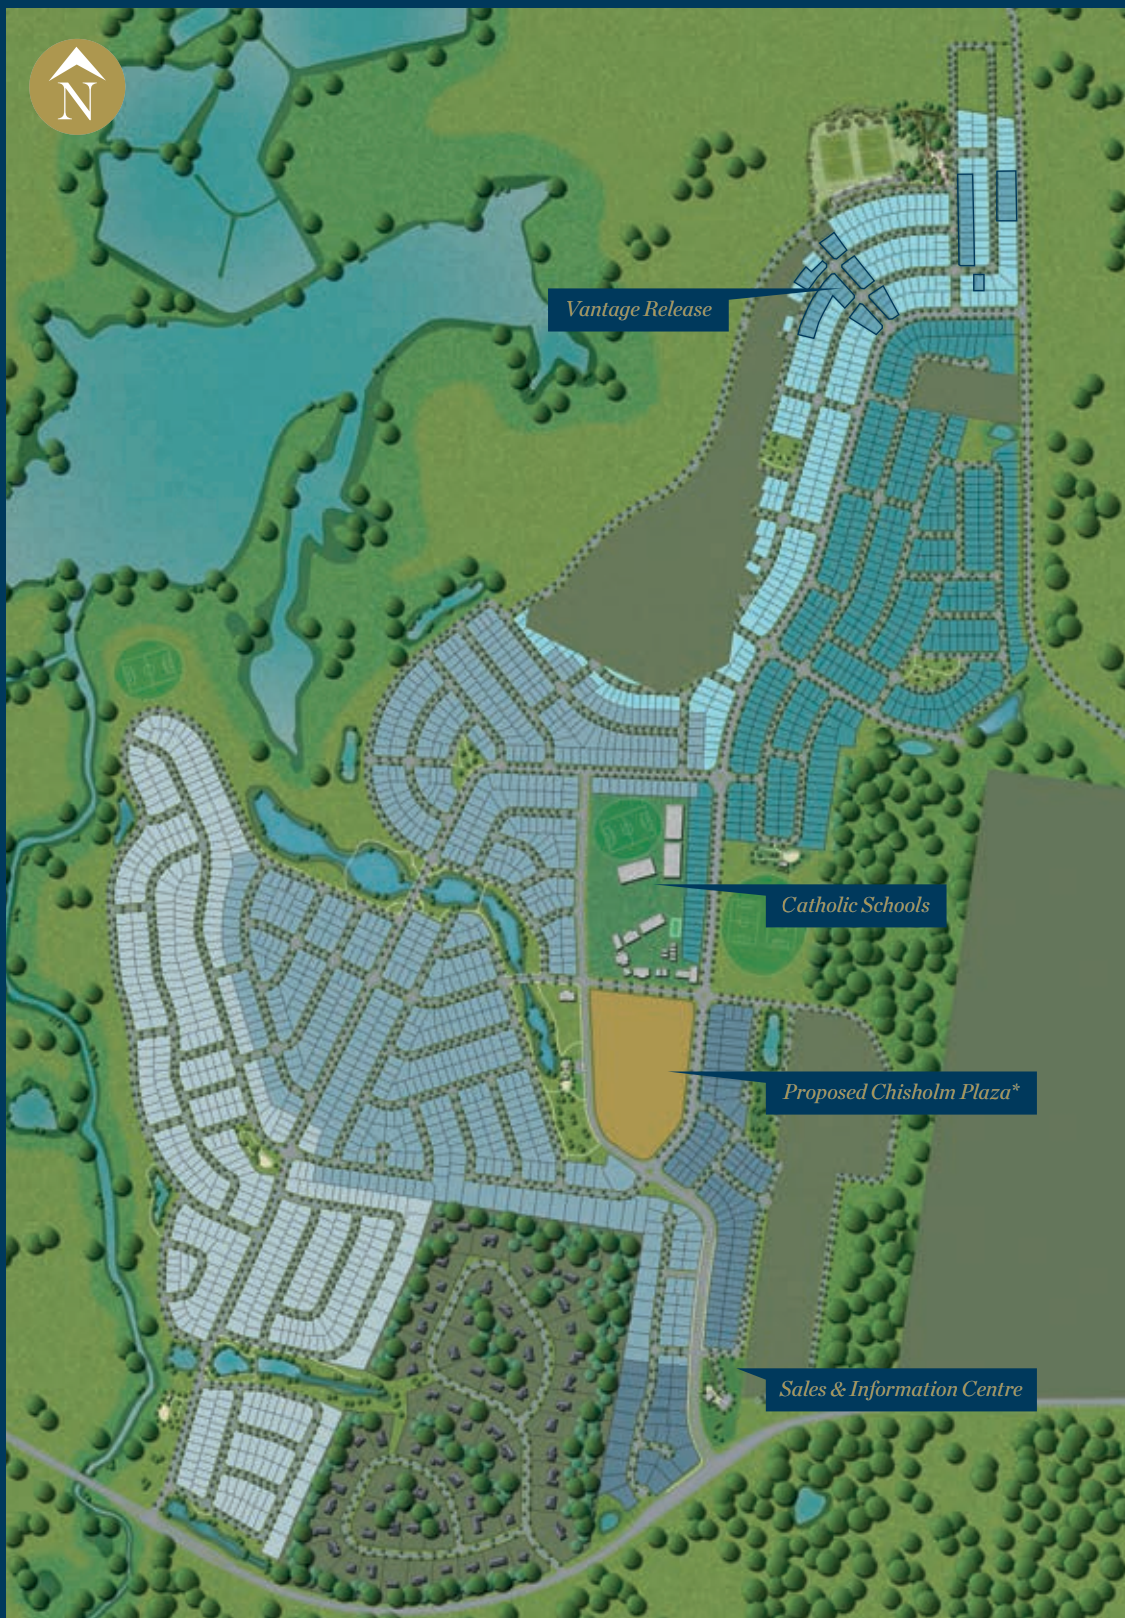 N
Vantage Release
Catholic Schools
Proposed Chisholm Plaza*
Sales & Information Centre